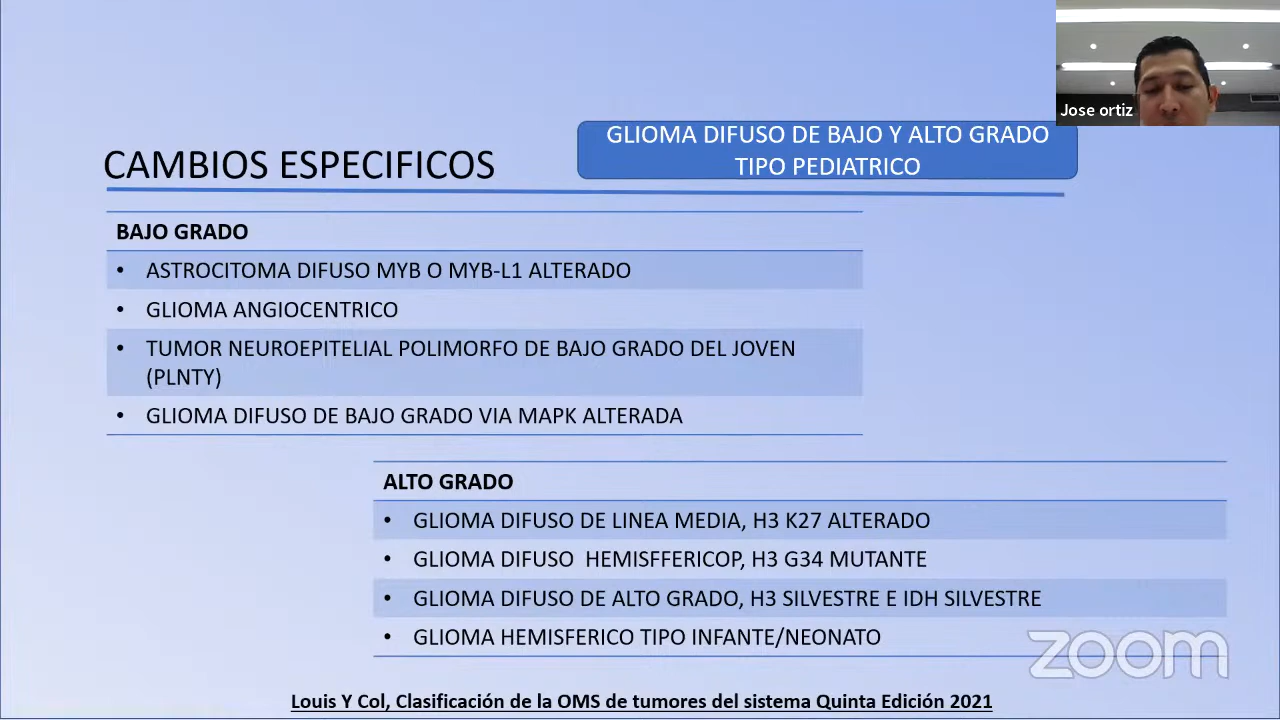 Jose ortiz
GLIOMA DIFUSO DE BAJO Y ALTO GRADO
TIPO PEDIATRICO
CAMBIOS ESPECIFICOS
BAJO GRADO
• ASTROCITOMA DIFUSO MYB O MYB-L1 ALTERADO
• GLIOMA ANGIOCENTRICO
• TUMOR NEUROEPITELIAL POLIMORFO DE BAJO GRADO DEL JOVEN
(PLNTY)
• GLIOMA DIFUSO DE BAJO GRADO VIA MAPK ALTERADA
ALTO GRADO
• GLIOMA DIFUSO DE LINEA MEDIA, H3 K27 ALTERADO
• GLIOMA DIFUSO  HEMISFFERICOP, H3 G34 MUTANTE
• GLIOMA DIFUSO DE ALTO GRADO, H3 SILVESTRE E IDH SILVESTRE
• GLIOMA HEMISFERICO TIPO INFANTE/NEONATO
zoom
Louis Y Col, Clasificación de la OMS de tumores del sistema Quinta Edición 2021